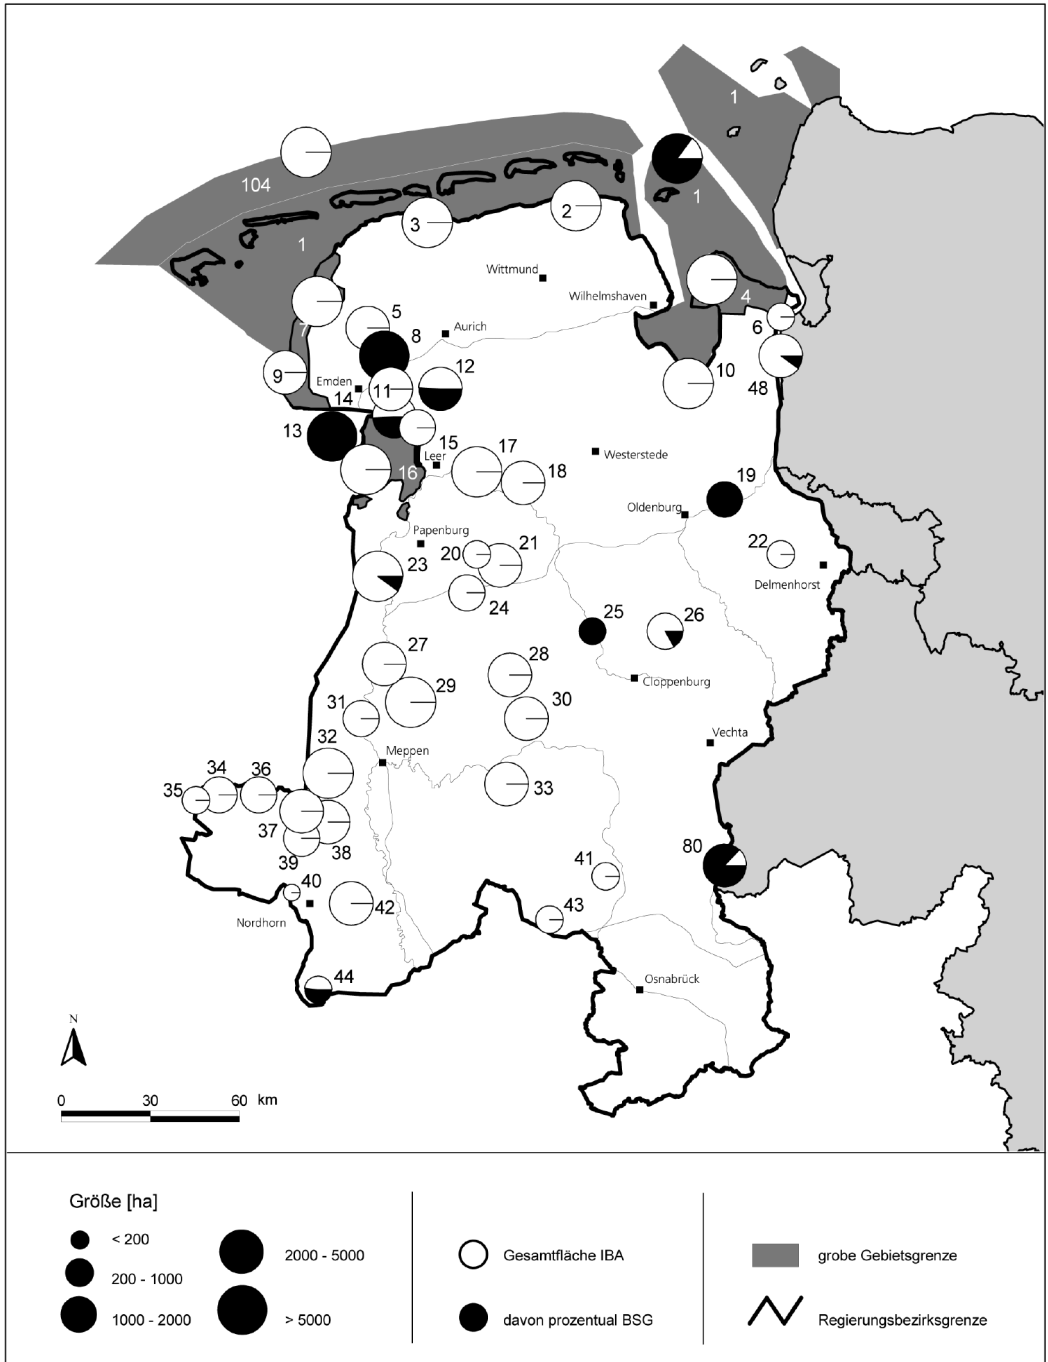 1
104
1
2
1
3
Wittmund
Wilhelmshaven
4
5
6
7
8
Aurich
9
10
12
48
Emden
11
14
13
15
17
Leer
16
18
Westerstede
19
Oldenburg
Papenburg
20
21
22
23
Delmenhorst
24
25
26
27
28
Cloppenburg
29
30
31
Vechta
32
Meppen
33
34
36
35
37
38
39
80
40
41
42
43
Nordhorn
44
Osnabrück
N
0 30 60 km
Größe [ha]
< 200
200 - 1000
1000 - 2000
2000 - 5000
> 5000
Gesamtfläche IBA
davon prozentual BSG
grobe Gebietsgrenze
Regierungsbezirksgrenze